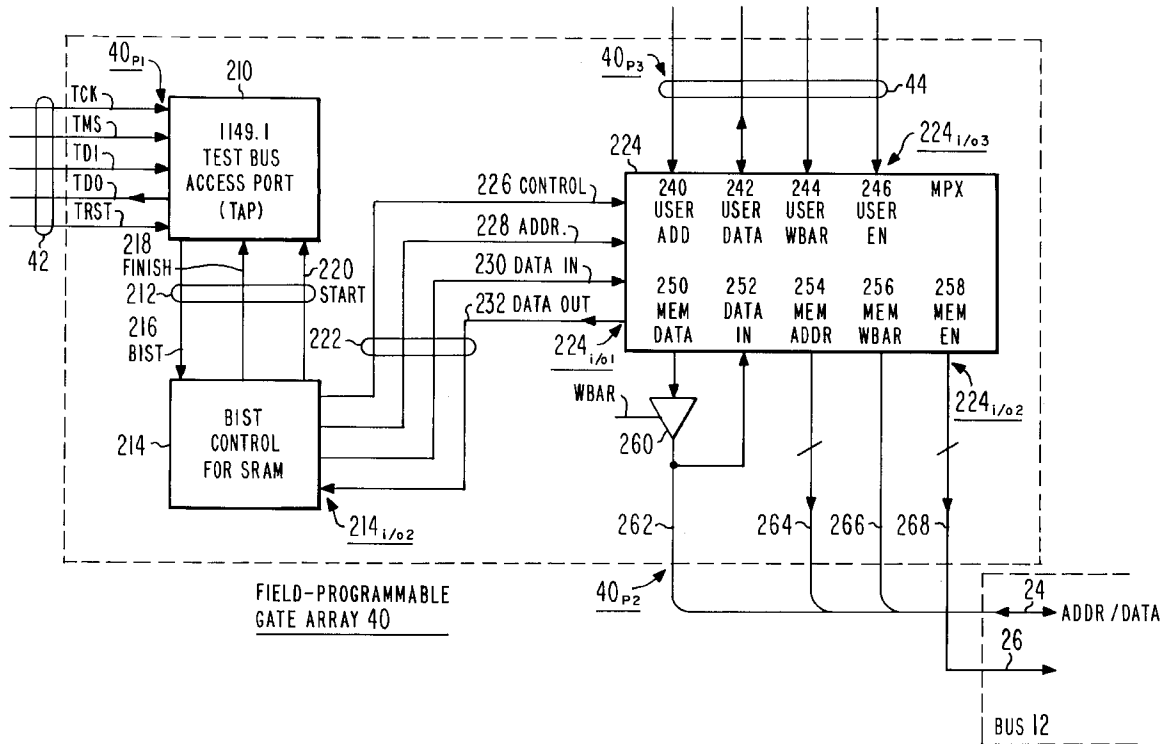 40P1
210
TCK
TMS
TDI
TDO
TRST
42
1149.1
TEST BUS
ACCESS PORT
(TAP)
218
FINISH
220
START
212
216
BIST
214
BIST
CONTROL
FOR SRAM
214i/o2
222
226 CONTROL
228 ADDR.
230 DATA IN
232 DATA OUT
40P3
44
224
224i/o3
240
USER
ADD
242
USER
DATA
244
USER
WBAR
246
USER
EN
MPX
250
MEM
DATA
252
DATA
IN
254
MEM
ADDR
256
MEM
WBAR
258
MEM
EN
224i/o1
224i/o2
WBAR
260
262
264
266
268
40P2
FIELD-PROGRAMMABLE
GATE ARRAY 40
24
ADDR/DATA
26
BUS 12